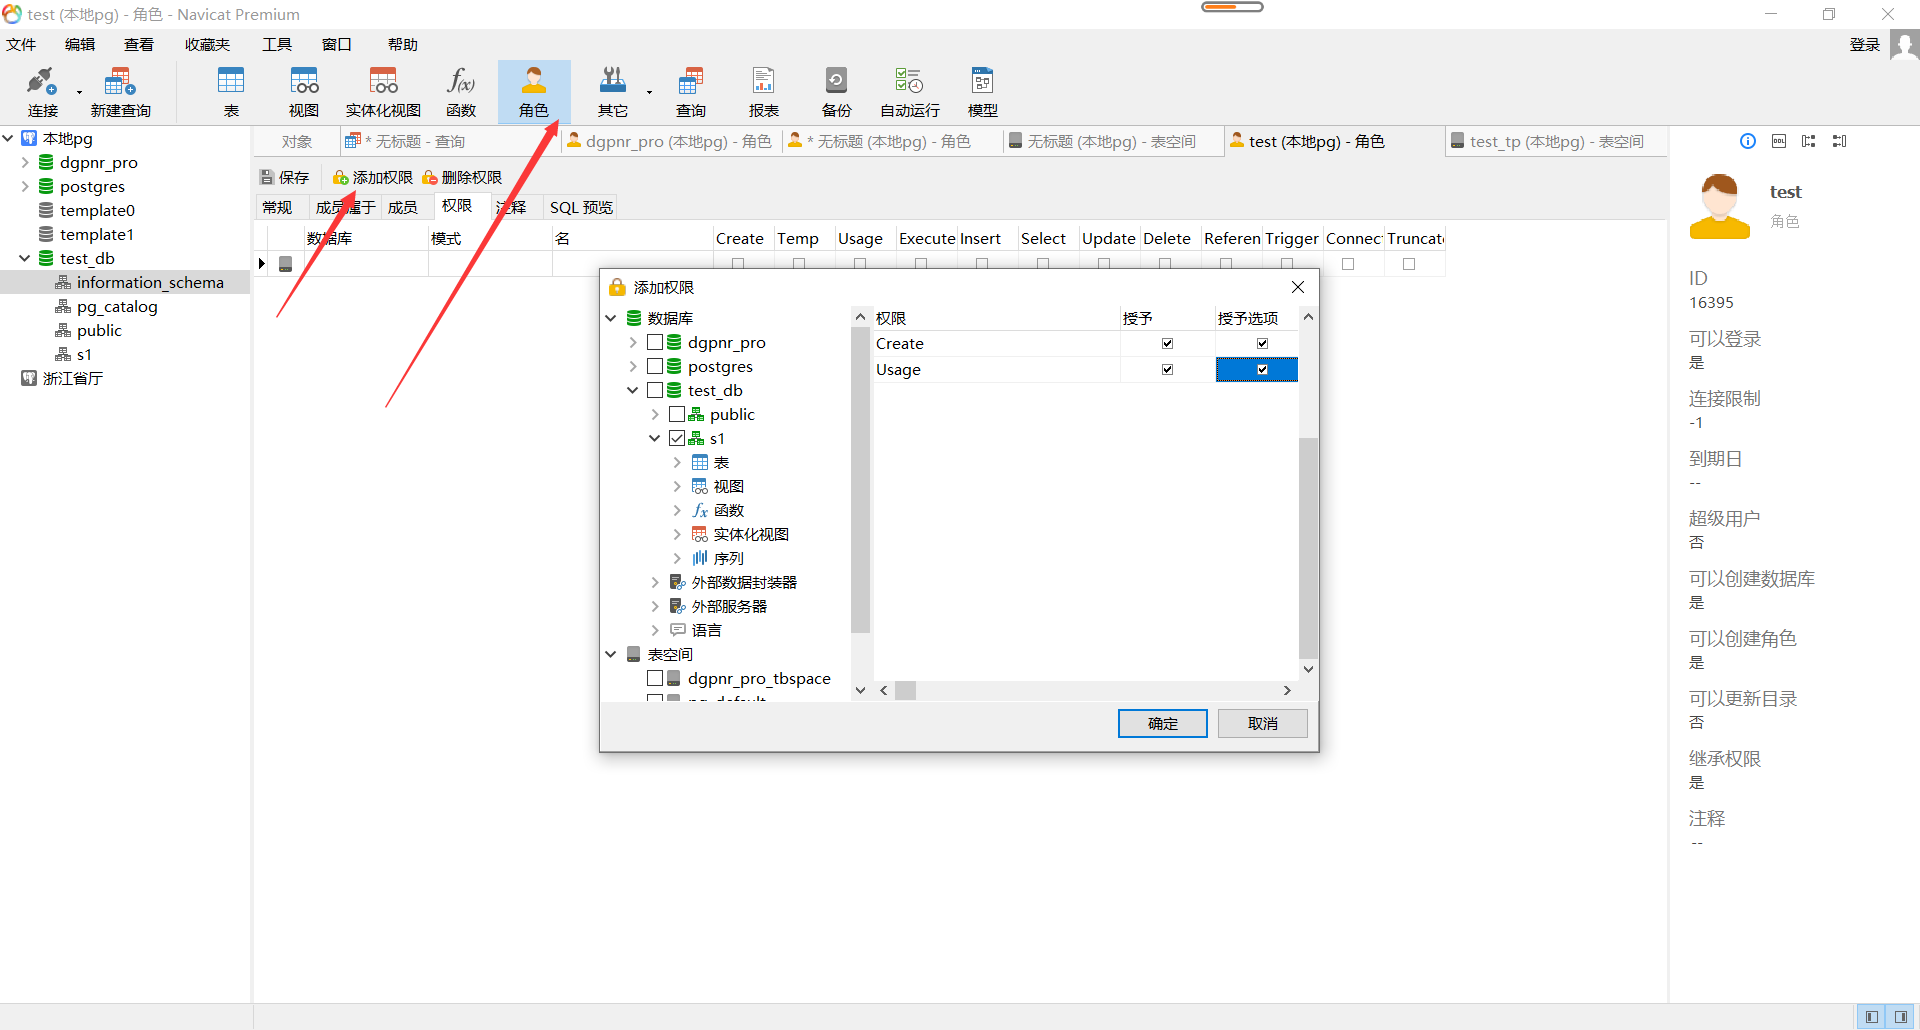 test (本地pg) - 角色 - Navicat Premium
文件 编辑 查看 收藏夹 工具 窗口 帮助 登录
连接 新建查询 表 视图 实体化视图 函数 角色 其它 查询 报表 备份 自动运行 模型
对象 * 无标题 - 查询 dgpnr_pro (本地pg) - 角色 * 无标题 (本地pg) - 角色 无标题 (本地pg) - 表空间 test (本地pg) - 角色 test_tp (本地pg) - 表空间
保存 添加权限 删除权限
常规 成员属于 成员 权限 注释 SQL 预览
数据库 模式 名 Create Temp Usage Execute Insert Select Update Delete Referen Trigger Connec Truncat
本地pg
dgpnr_pro
postgres
template0
template1
test_db
information_schema
pg_catalog
public
s1
浙江省厅
添加权限
数据库
dgpnr_pro
postgres
test_db
public
s1
表
视图
函数
实体化视图
序列
外部数据封装器
外部服务器
语言
表空间
dgpnr_pro_tbspace
权限 授予 授予选项
Create
Usage
确定 取消
test
角色
ID
16395
可以登录
是
连接限制
-1
到期日
--
超级用户
否
可以创建数据库
是
可以创建角色
是
可以更新目录
否
继承权限
是
注释
--